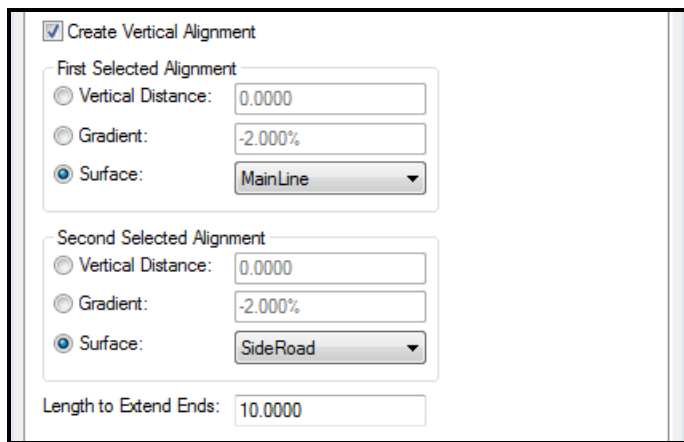 Create Vertical Alignment
First Selected Alignment
Vertical Distance: 0.0000
Gradient: -2.000%
Surface: MainLine
Second Selected Alignment
Vertical Distance: 0.0000
Gradient: -2.000%
Surface: SideRoad
Length to Extend Ends: 10.0000